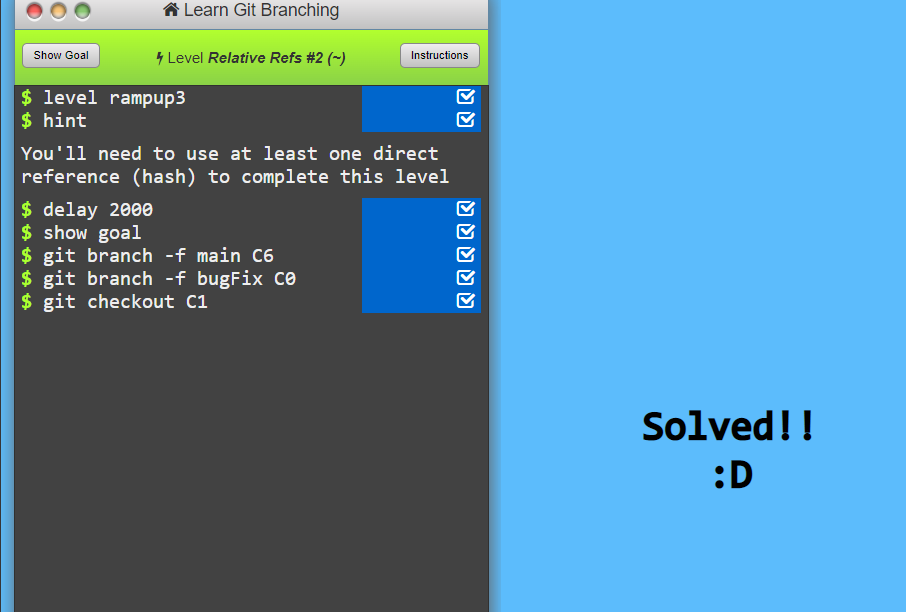 Learn Git Branching
Show Goal
Level Relative Refs #2 (~)
Instructions
$ level rampup3
$ hint
You'll need to use at least one direct
reference (hash) to complete this level
$ delay 2000
$ show goal
$ git branch -f main C6
$ git branch -f bugFix C0
$ git checkout C1
Solved!!
:D